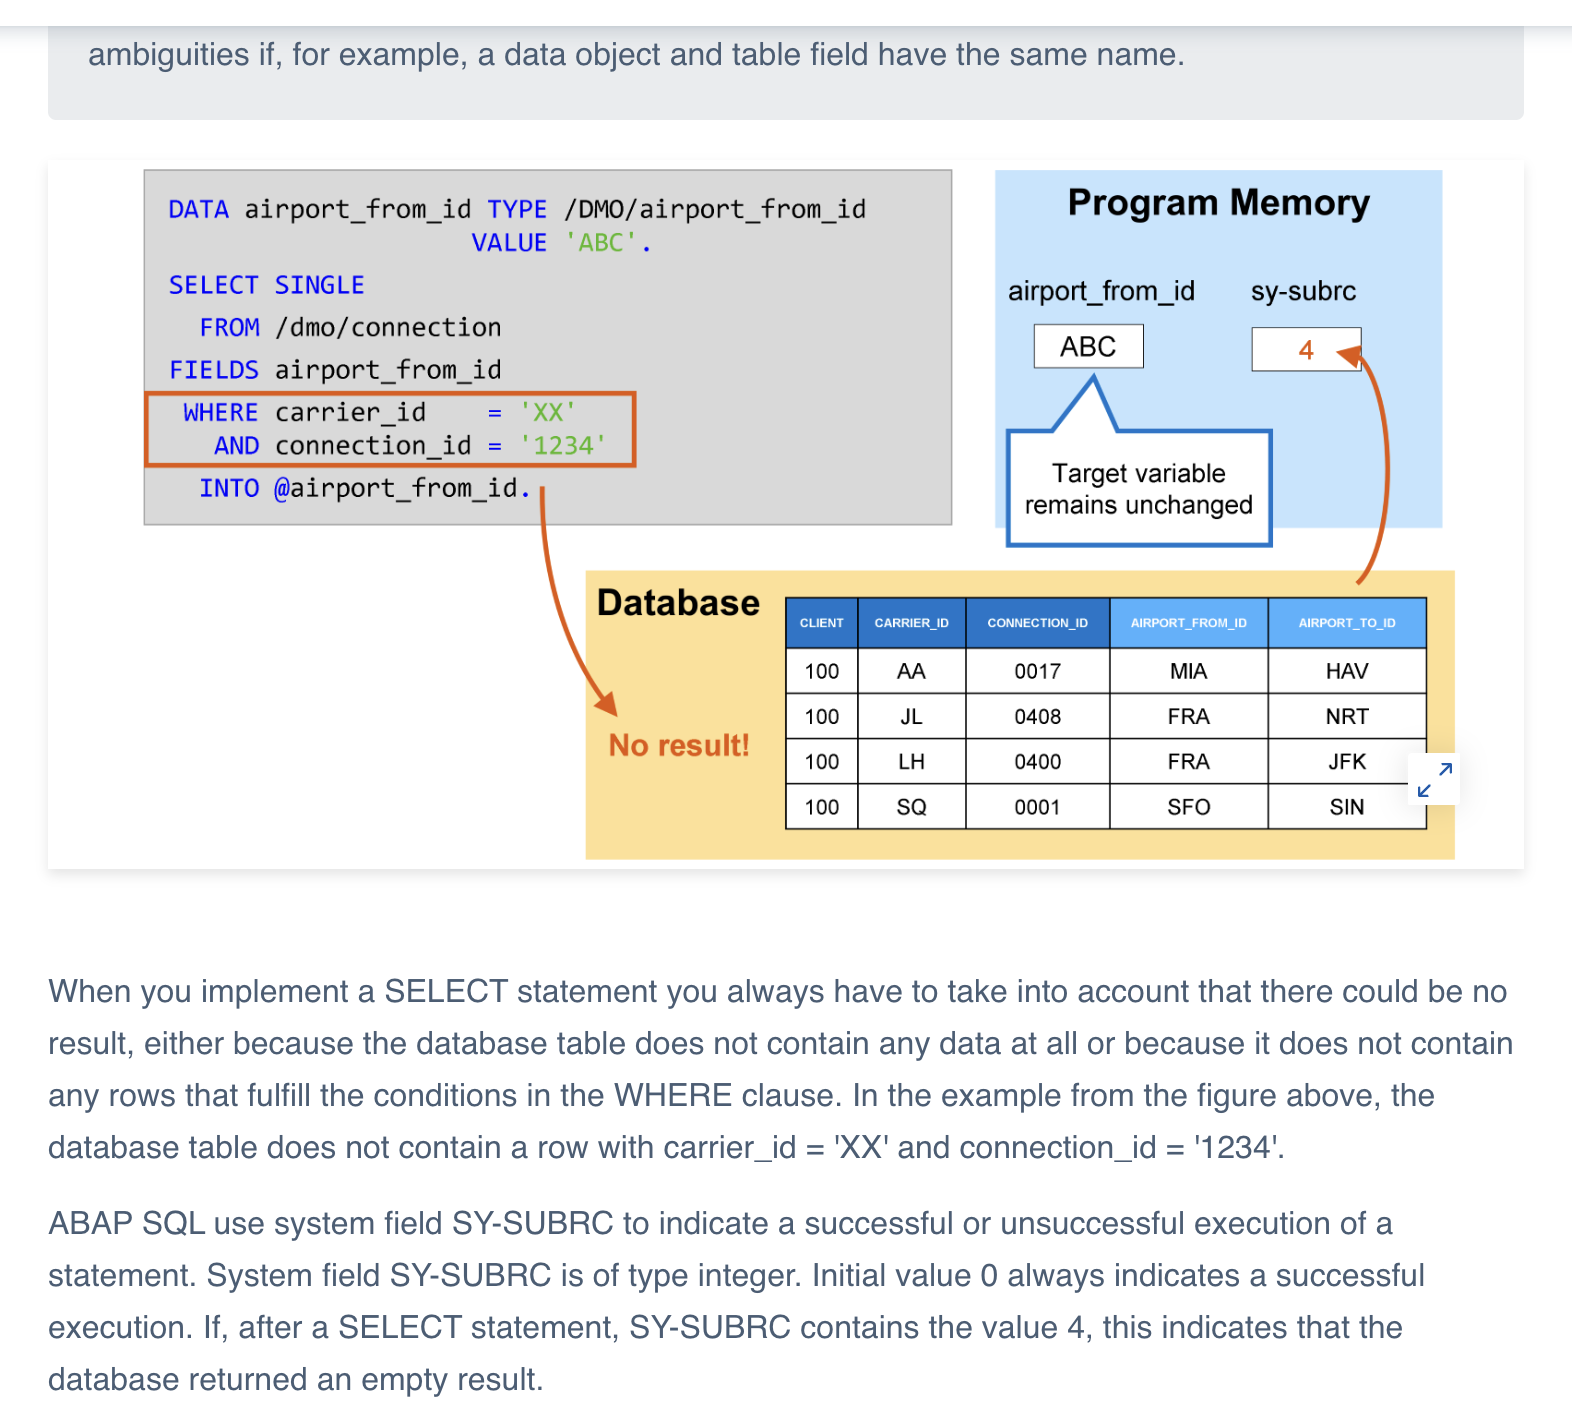 ambiguities if, for example, a data object and table field have the same name.
DATA airport_from_id TYPE /DMO/airport_from_id
VALUE 'ABC'.
SELECT SINGLE
FROM /dmo/connection
FIELDS airport_from_id
WHERE carrier_id = 'XX'
AND connection_id = '1234'
INTO @airport_from_id.
Program Memory
airport_from_id sy-subrc
ABC 4
Target variable
remains unchanged
Database
No result!
CLIENT CARRIER_ID CONNECTION_ID AIRPORT_FROM_ID AIRPORT_TO_ID
100 AA 0017 MIA HAV
100 JL 0408 FRA NRT
100 LH 0400 FRA JFK
100 SQ 0001 SFO SIN
When you implement a SELECT statement you always have to take into account that there could be no
result, either because the database table does not contain any data at all or because it does not contain
any rows that fulfill the conditions in the WHERE clause. In the example from the figure above, the
database table does not contain a row with carrier_id = 'XX' and connection_id = '1234'.
ABAP SQL use system field SY-SUBRC to indicate a successful or unsuccessful execution of a
statement. System field SY-SUBRC is of type integer. Initial value 0 always indicates a successful
execution. If, after a SELECT statement, SY-SUBRC contains the value 4, this indicates that the
database returned an empty result.